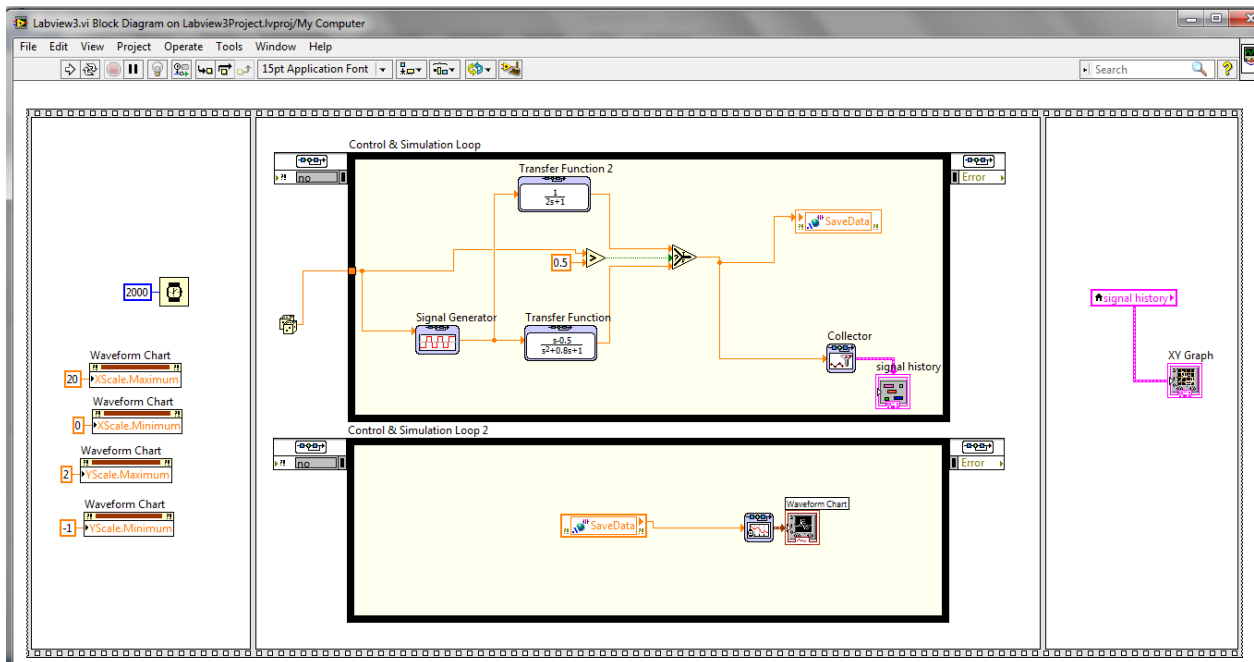 Labview3.vi Block Diagram on Labview3Project.lvproj/My Computer
File Edit View Project Operate Tools Window Help
15pt Application Font
Search
2000
Waveform Chart
20
XScale.Maximum
Waveform Chart
0
XScale.Minimum
Waveform Chart
2
YScale.Maximum
Waveform Chart
-1
YScale.Minimum
Control & Simulation Loop
no
Error
Transfer Function 2
1
2s+1
SaveData
0.5
>
?
Signal Generator
Transfer Function
s-0.5
s²+0.8s+1
Collector
signal history
Control & Simulation Loop 2
no
Error
SaveData
Waveform Chart
signal history
XY Graph